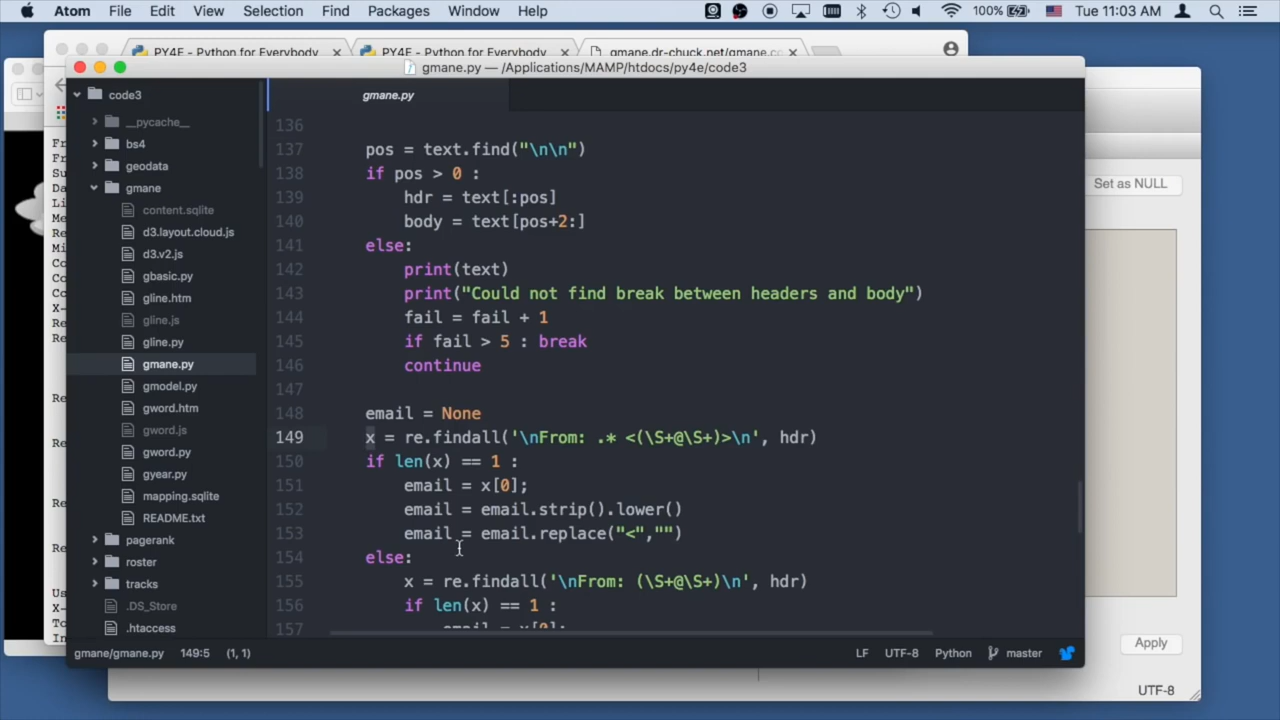 Atom File Edit View Selection Find Packages Window Help 100% Tue 11:03 AM
PY4E - Python for Everybody
PY4E - Python for Everybody
gmane.dr-chuck.net/gmane.co
gmane.py — /Applications/MAMP/htdocs/py4e/code3
code3
__pycache__
bs4
geodata
gmane
content.sqlite
d3.layout.cloud.js
d3.v2.js
gbasic.py
gline.htm
gline.js
gline.py
gmane.py
gmodel.py
gword.htm
gword.js
gword.py
gyear.py
mapping.sqlite
README.txt
pagerank
roster
tracks
.DS_Store
.htaccess
gmane.py
136
137 pos = text.find("\n\n")
138 if pos > 0 :
139 hdr = text[:pos]
140 body = text[pos+2:]
141 else:
142 print(text)
143 print("Could not find break between headers and body")
144 fail = fail + 1
145 if fail > 5 : break
146 continue
147
148 email = None
149 x = re.findall('\nFrom: .* <(\S+@\S+)>\n', hdr)
150 if len(x) == 1 :
151 email = x[0];
152 email = email.strip().lower()
153 email = email.replace("<","")
154 else:
155 x = re.findall('\nFrom: (\S+@\S+)\n', hdr)
156 if len(x) == 1 :
157 email = x[0];
gmane/gmane.py 149:5 (1, 1) LF UTF-8 Python master
Set as NULL
Apply
UTF-8